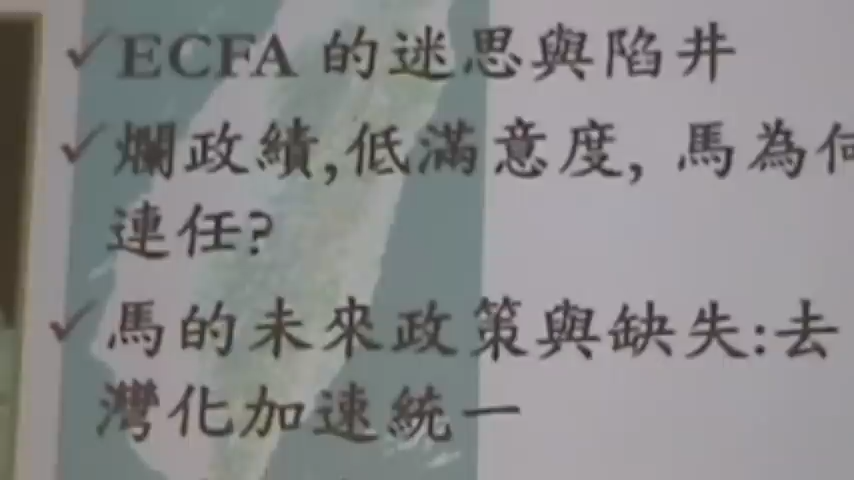 ✓ECFA 的迷思與陷井
✓爛政績,低滿意度, 馬為何
連任?
✓馬的未來政策與缺失:去
灣化加速統一